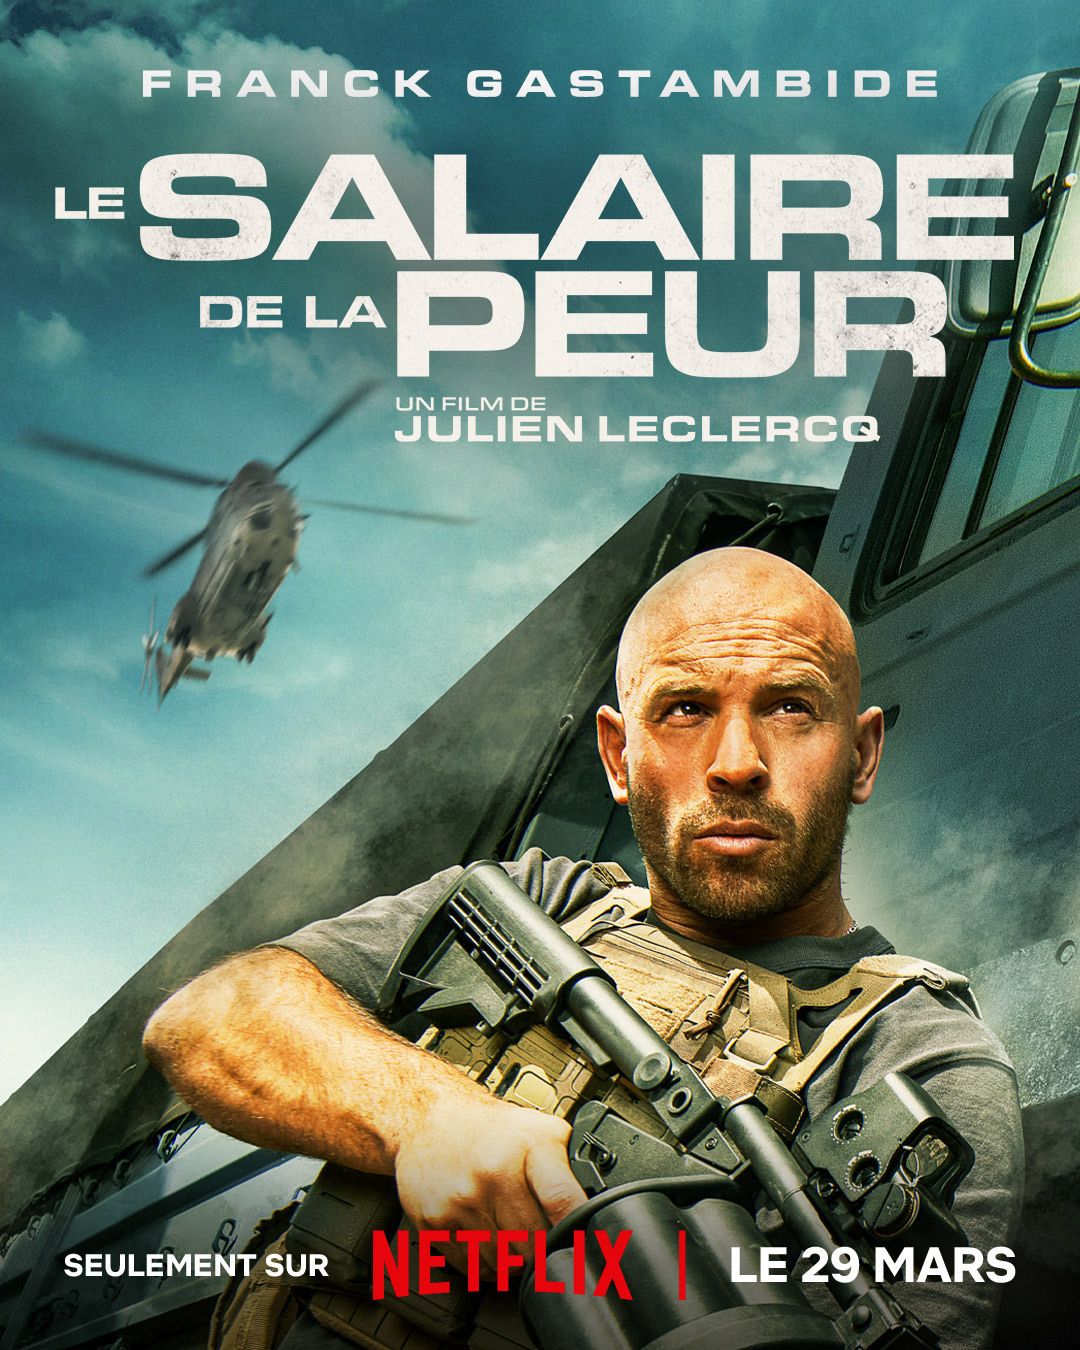 FRANCK GASTAMBIDE
LE SALAIRE
DE LA PEUR
UN FILM DE
JULIEN LECLERCQ
SEULEMENT SUR NETFLIX | LE 29 MARS